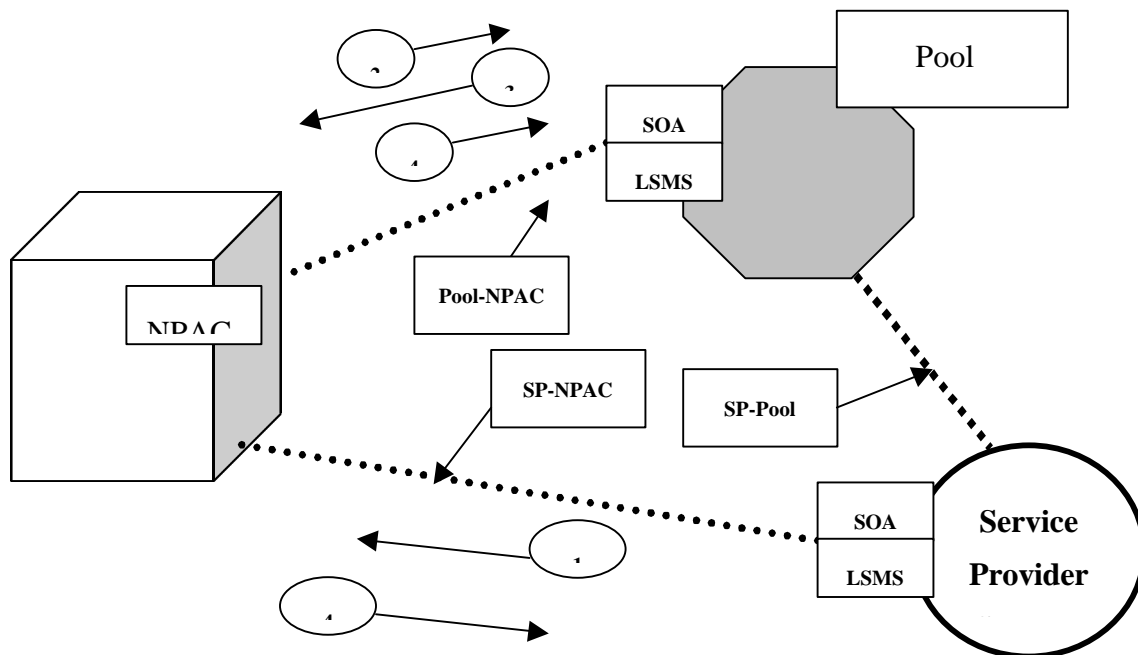 Pool
SOA
LSMS
NPAC
Pool-NPAC
SP-NPAC
SP-Pool
SOA
LSMS
Service
Provider